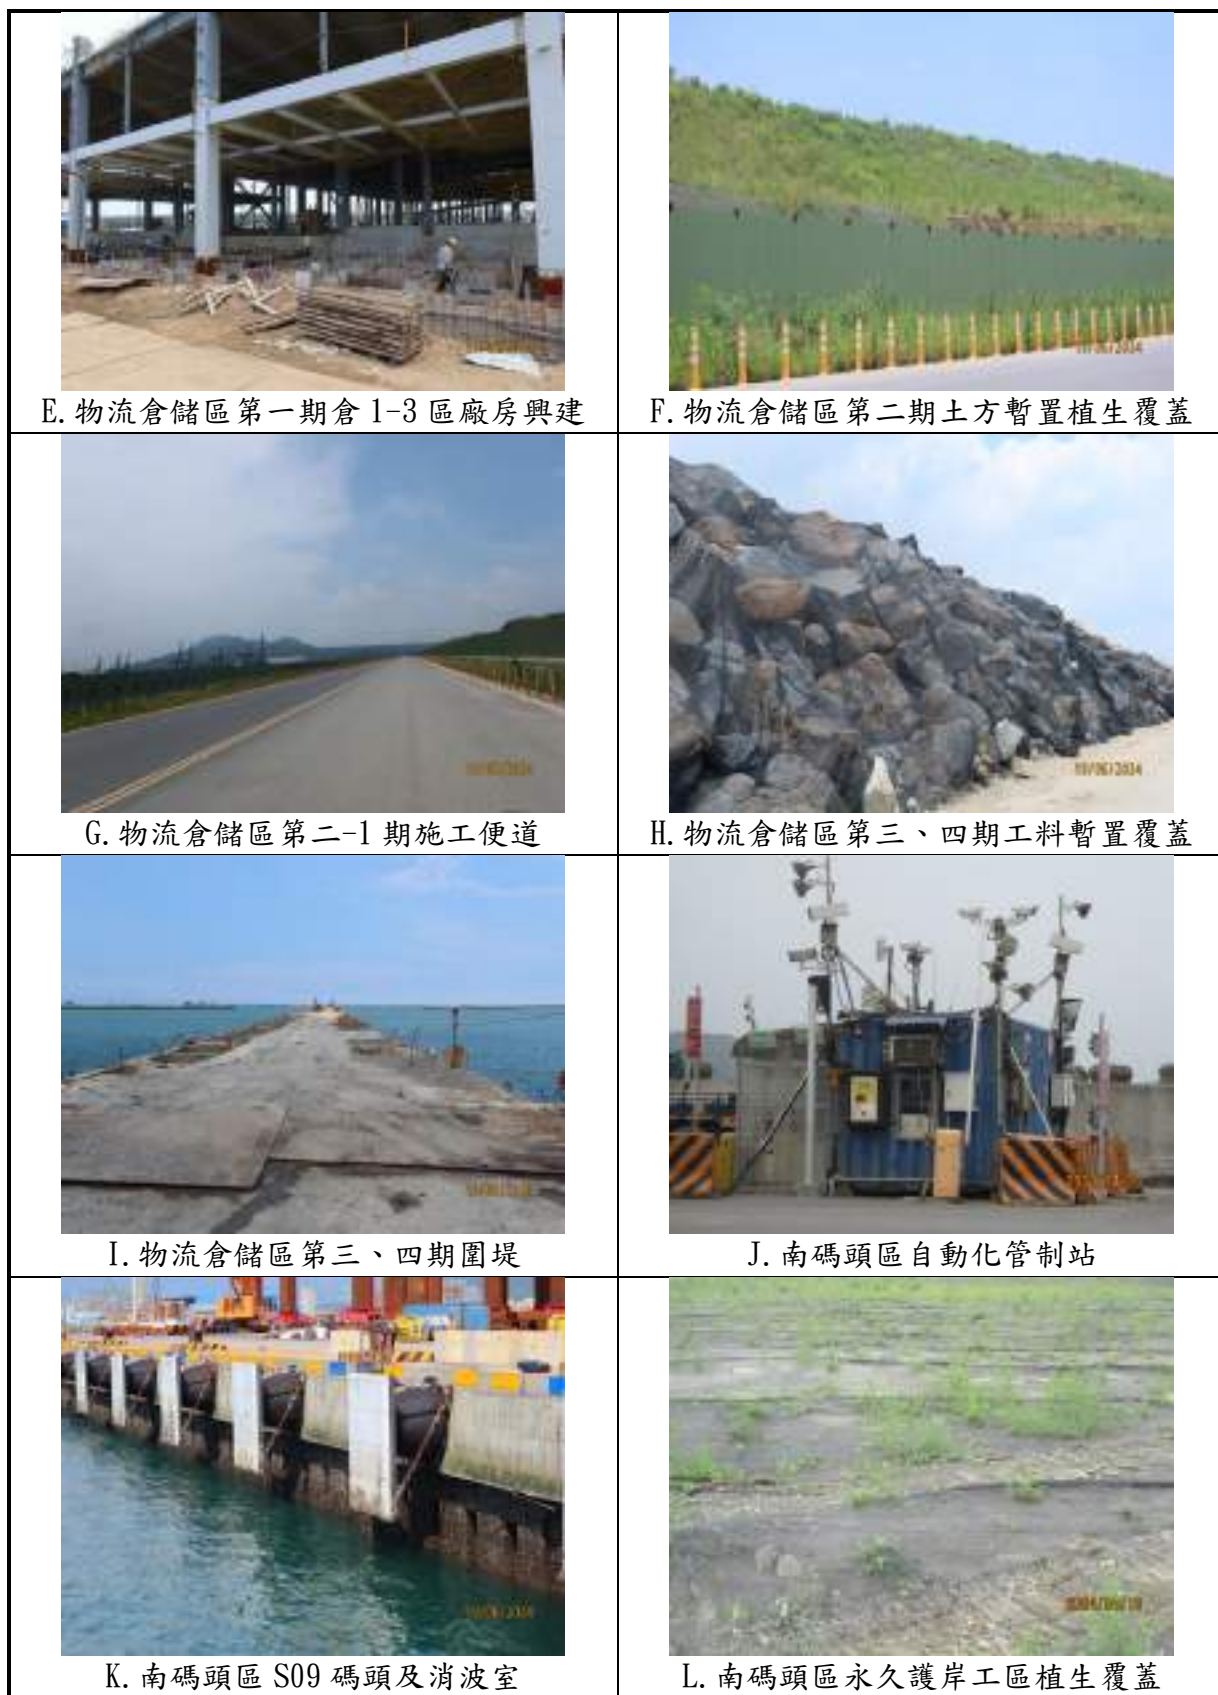 E.物流倉儲區第一期倉 1-3 區廠房興建
F.物流倉儲區第二期土方暫置植生覆蓋
G.物流倉儲區第二-1 期施工便道
19/06/2024
H.物流倉儲區第三、四期工料暫置覆蓋
I.物流倉儲區第三、四期圍堤
J.南碼頭區自動化管制站
K.南碼頭區 S09 碼頭及消波室
L.南碼頭區永久護岸工區植生覆蓋